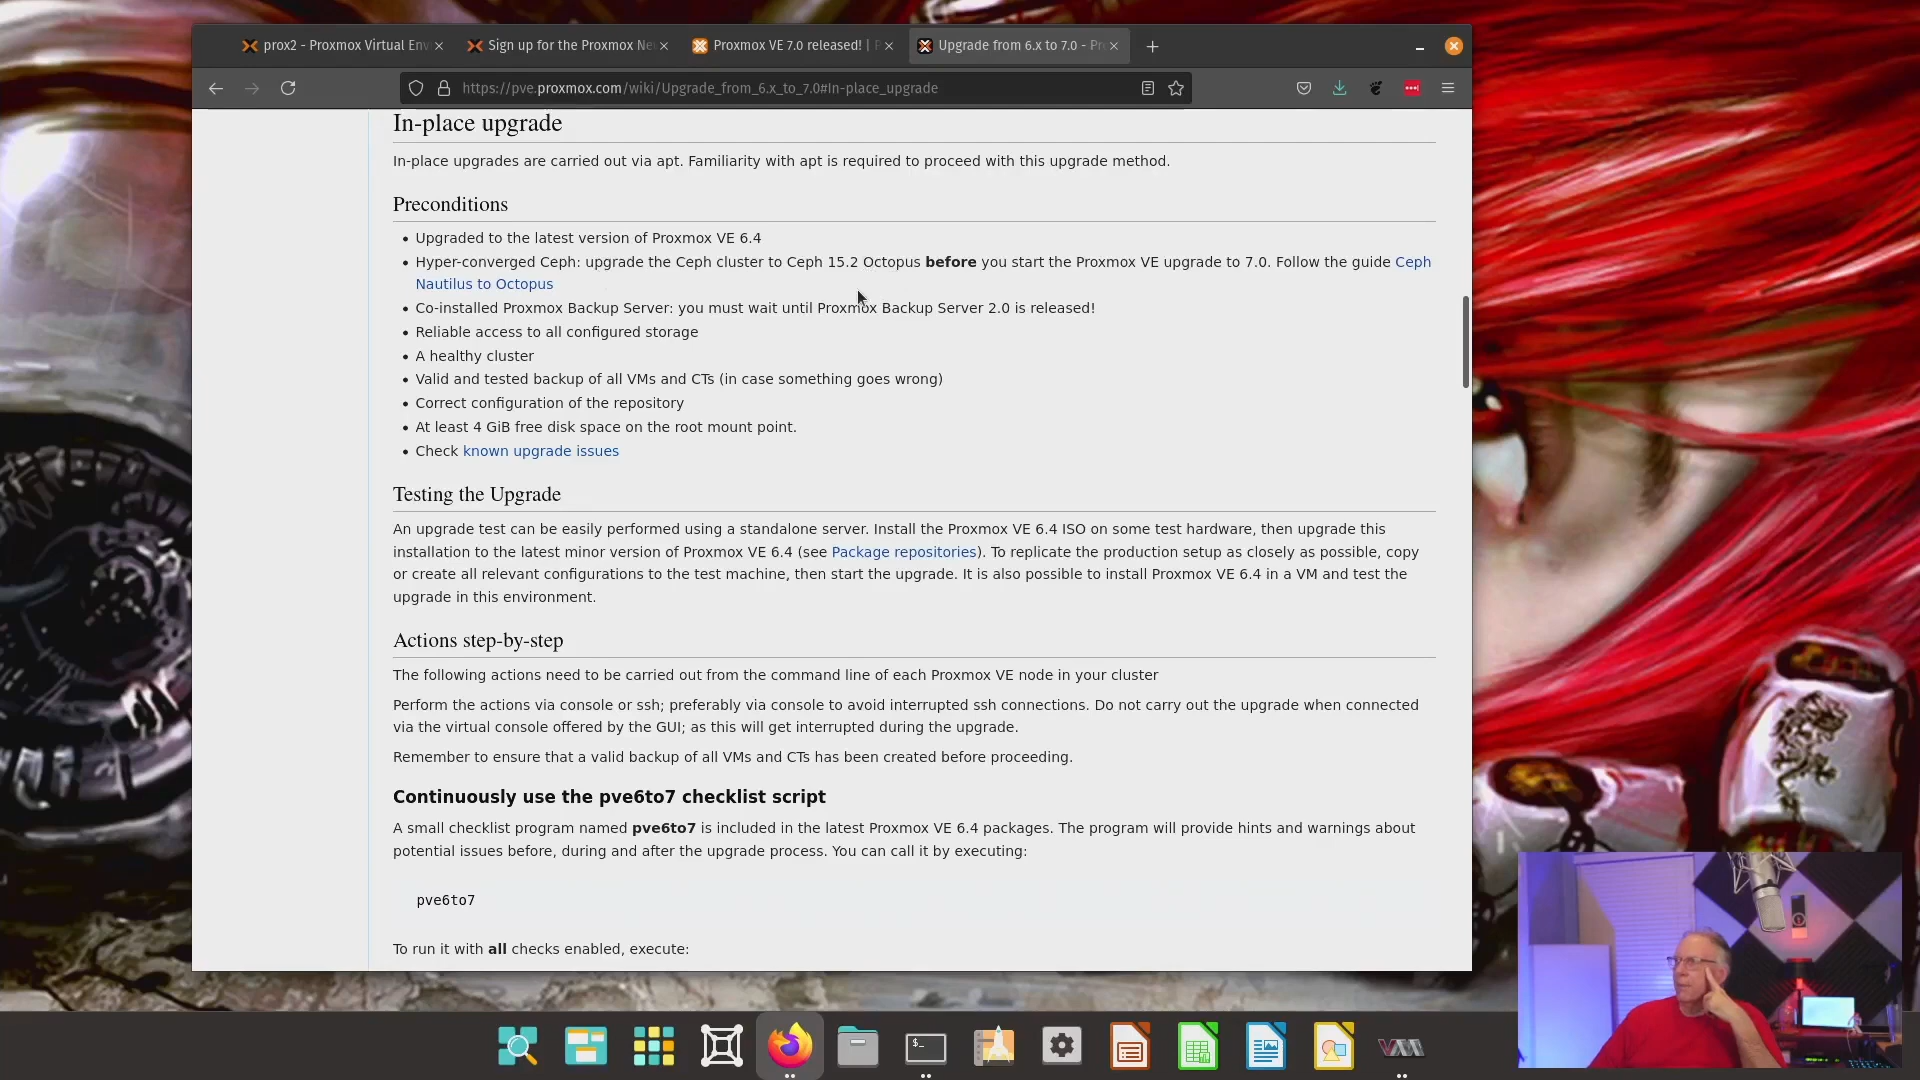 prox2 - Proxmox Virtual Env
Sign up for the Proxmox Ne
Proxmox VE 7.0 released! |
Upgrade from 6.x to 7.0 - Pr
https://pve.proxmox.com/wiki/Upgrade_from_6.x_to_7.0#In-place_upgrade
In-place upgrade
In-place upgrades are carried out via apt. Familiarity with apt is required to proceed with this upgrade method.
Preconditions
• Upgraded to the latest version of Proxmox VE 6.4
• Hyper-converged Ceph: upgrade the Ceph cluster to Ceph 15.2 Octopus before you start the Proxmox VE upgrade to 7.0. Follow the guide Ceph
Nautilus to Octopus
• Co-installed Proxmox Backup Server: you must wait until Proxmox Backup Server 2.0 is released!
• Reliable access to all configured storage
• A healthy cluster
• Valid and tested backup of all VMs and CTs (in case something goes wrong)
• Correct configuration of the repository
• At least 4 GiB free disk space on the root mount point.
• Check known upgrade issues
Testing the Upgrade
An upgrade test can be easily performed using a standalone server. Install the Proxmox VE 6.4 ISO on some test hardware, then upgrade this
installation to the latest minor version of Proxmox VE 6.4 (see Package repositories). To replicate the production setup as closely as possible, copy
or create all relevant configurations to the test machine, then start the upgrade. It is also possible to install Proxmox VE 6.4 in a VM and test the
upgrade in this environment.
Actions step-by-step
The following actions need to be carried out from the command line of each Proxmox VE node in your cluster
Perform the actions via console or ssh; preferably via console to avoid interrupted ssh connections. Do not carry out the upgrade when connected
via the virtual console offered by the GUI; as this will get interrupted during the upgrade.
Remember to ensure that a valid backup of all VMs and CTs has been created before proceeding.
Continuously use the pve6to7 checklist script
A small checklist program named pve6to7 is included in the latest Proxmox VE 6.4 packages. The program will provide hints and warnings about
potential issues before, during and after the upgrade process. You can call it by executing:
pve6to7
To run it with all checks enabled, execute: